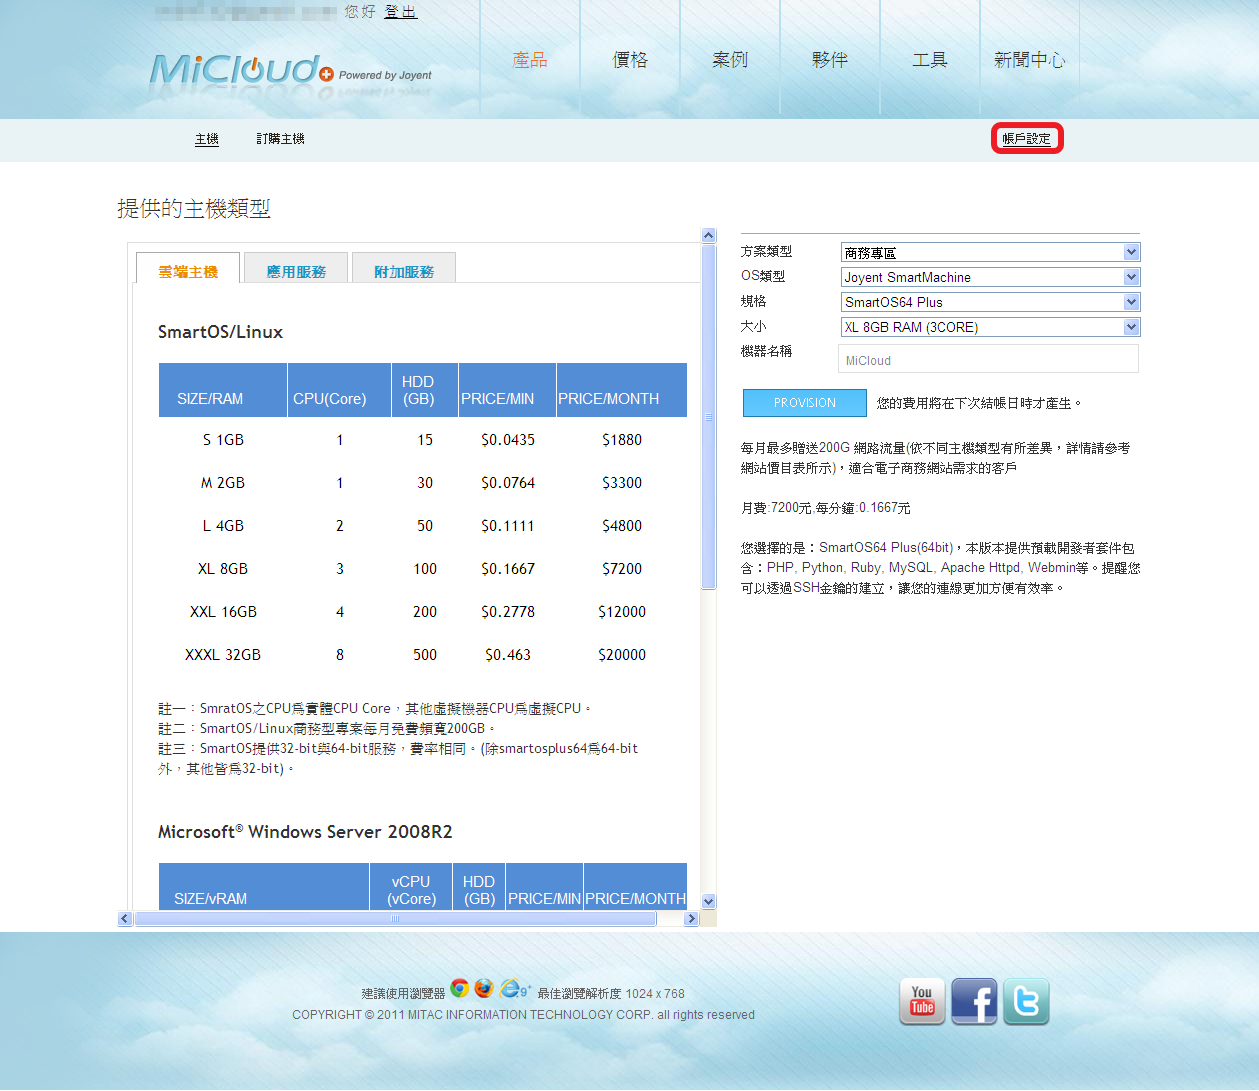 您好 登出
MiCloud Powered by Joyent
產品 價格 案例 夥伴 工具 新聞中心
主機 訂購主機 帳戶設定
提供的主機類型
雲端主機 應用服務 附加服務
SmartOS/Linux
SIZE/RAM CPU(Core) HDD (GB) PRICE/MIN PRICE/MONTH
S 1GB 1 15 $0.0435 $1880
M 2GB 1 30 $0.0764 $3300
L 4GB 2 50 $0.1111 $4800
XL 8GB 3 100 $0.1667 $7200
XXL 16GB 4 200 $0.2778 $12000
XXXL 32GB 8 500 $0.463 $20000
註一：SmratOS之CPU為實體CPU Core，其他虛擬機器CPU為虛擬CPU。
註二：SmartOS/Linux商務型專案每月免費頻寬200GB。
註三：SmartOS提供32-bit與64-bit服務，費率相同。(除smartosplus64為64-bit
外，其他皆為32-bit)。
Microsoft® Windows Server 2008R2
SIZE/vRAM vCPU (vCore) HDD (GB) PRICE/MIN PRICE/MONTH
方案類型 商務專區
OS類型 Joyent SmartMachine
規格 SmartOS64 Plus
大小 XL 8GB RAM (3CORE)
機器名稱 MiCloud
PROVISION 您的費用將在下次結帳日時才產生。
每月最多贈送200G 網路流量(依不同主機類型有所差異，詳情請參考
網站價目表所示)，適合電子商務網站需求的客戶
月費:7200元,每分鐘:0.1667元
您選擇的是：SmartOS64 Plus(64bit)，本版本提供預載開發者套件包
含：PHP, Python, Ruby, MySQL, Apache Httpd, Webmin等。提醒您
可以透過SSH金鑰的建立，讓您的連線更加方便有效率。
建議使用瀏覽器 9+ 最佳瀏覽解析度 1024 x 768
COPYRIGHT © 2011 MITAC INFORMATION TECHNOLOGY CORP. all rights reserved
You Tube